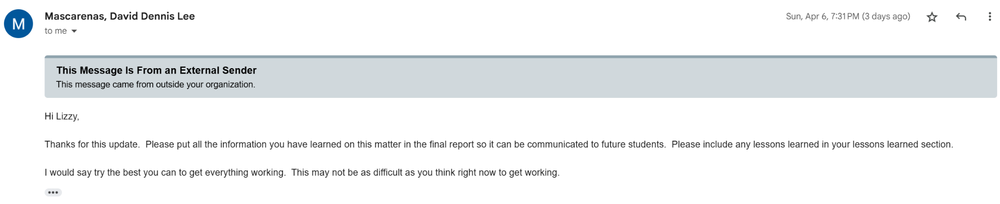 M
Mascarenas, David Dennis Lee
Sun, Apr 6, 7:31 PM (3 days ago)
to me
This Message Is From an External Sender
This message came from outside your organization.
Hi Lizzy,
Thanks for this update.  Please put all the information you have learned on this matter in the final report so it can be communicated to future students.  Please include any lessons learned in your lessons learned section.
I would say try the best you can to get everything working.  This may not be as difficult as you think right now to get working.